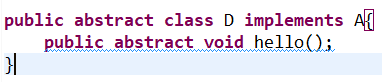 public abstract class D implements A{
    public abstract void hello();
}